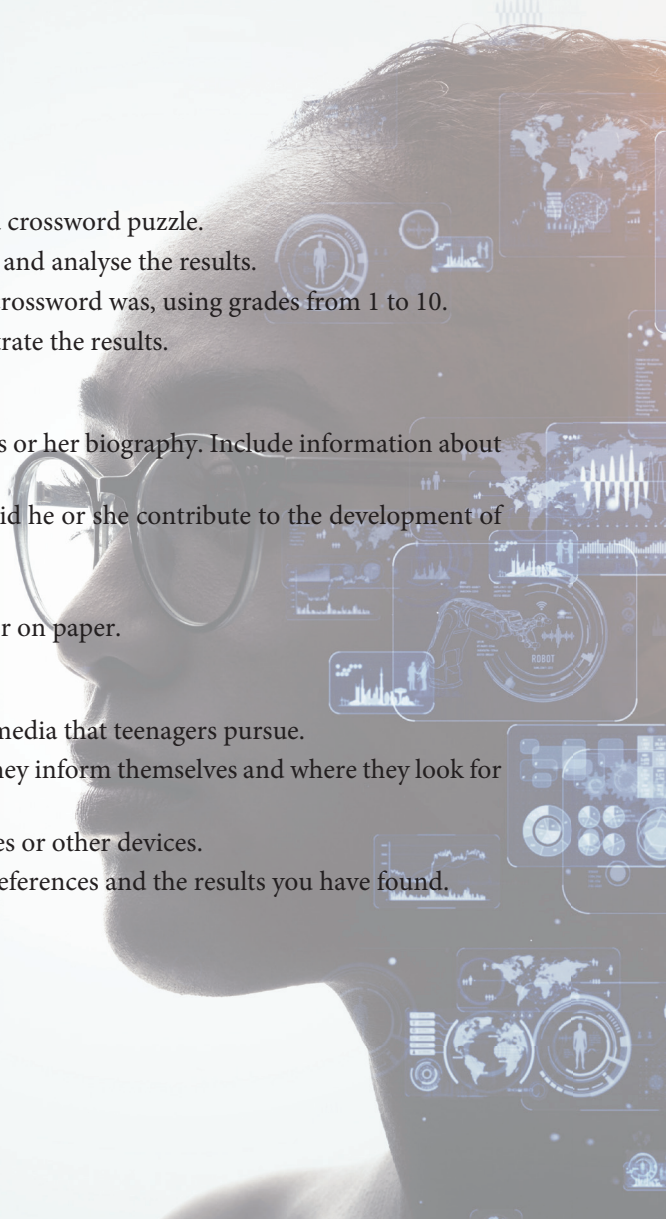 crossword puzzle.
and analyse the results.
rossword was, using grades from 1 to 10.
rate the results.
s or her biography. Include information about
id he or she contribute to the development of
r on paper.
media that teenagers pursue.
hey inform themselves and where they look for
es or other devices.
eferences and the results you have found.
ROBOT